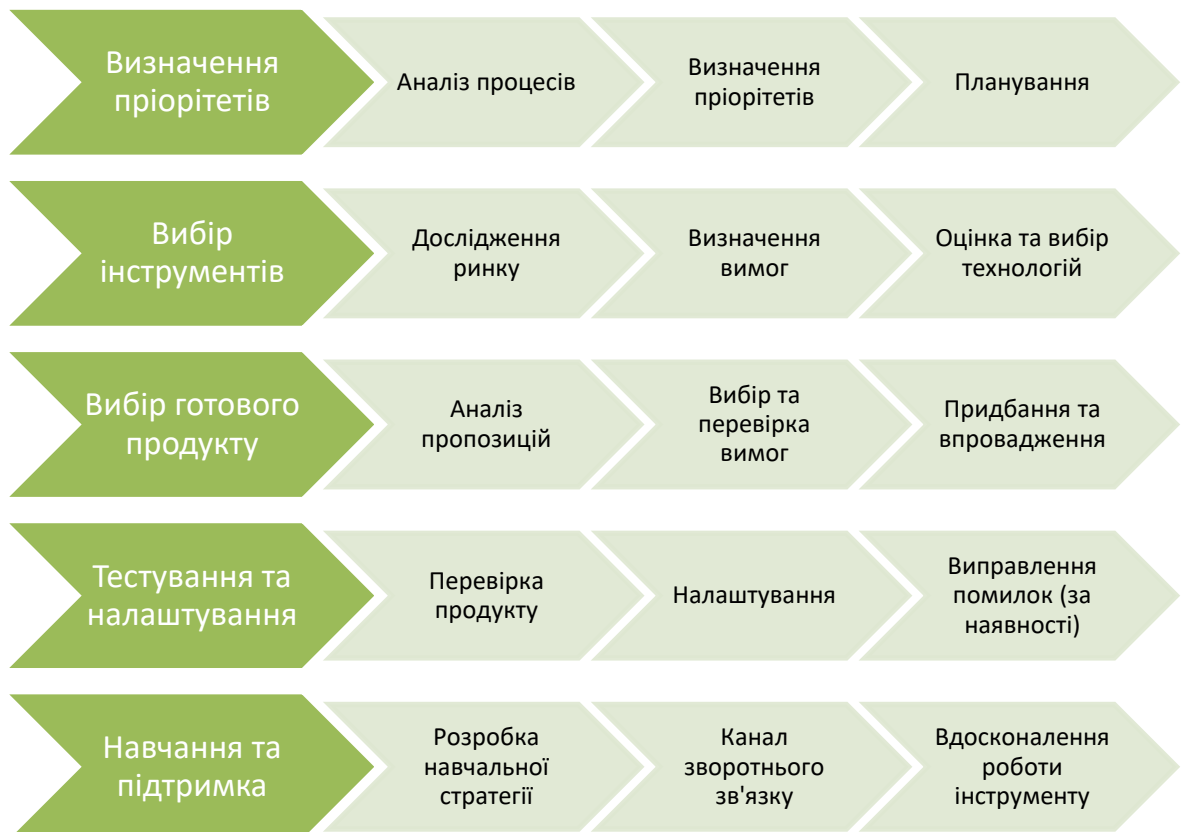 Визначення
пріорітетів
Аналіз процесів
Визначення
пріорітетів
Планування
Вибір
інструментів
Дослідження
ринку
Визначення
вимог
Оцінка та вибір
технологій
Вибір готового
продукту
Аналіз
пропозицій
Вибір та
перевірка
вимог
Придбання та
впровадження
Тестування та
налаштування
Перевірка
продукту
Налаштування
Виправлення
помилок (за
наявності)
Навчання та
підтримка
Розробка
навчальної
стратегії
Канал
зворотнього
зв'язку
Вдосконалення
роботи
інструменту